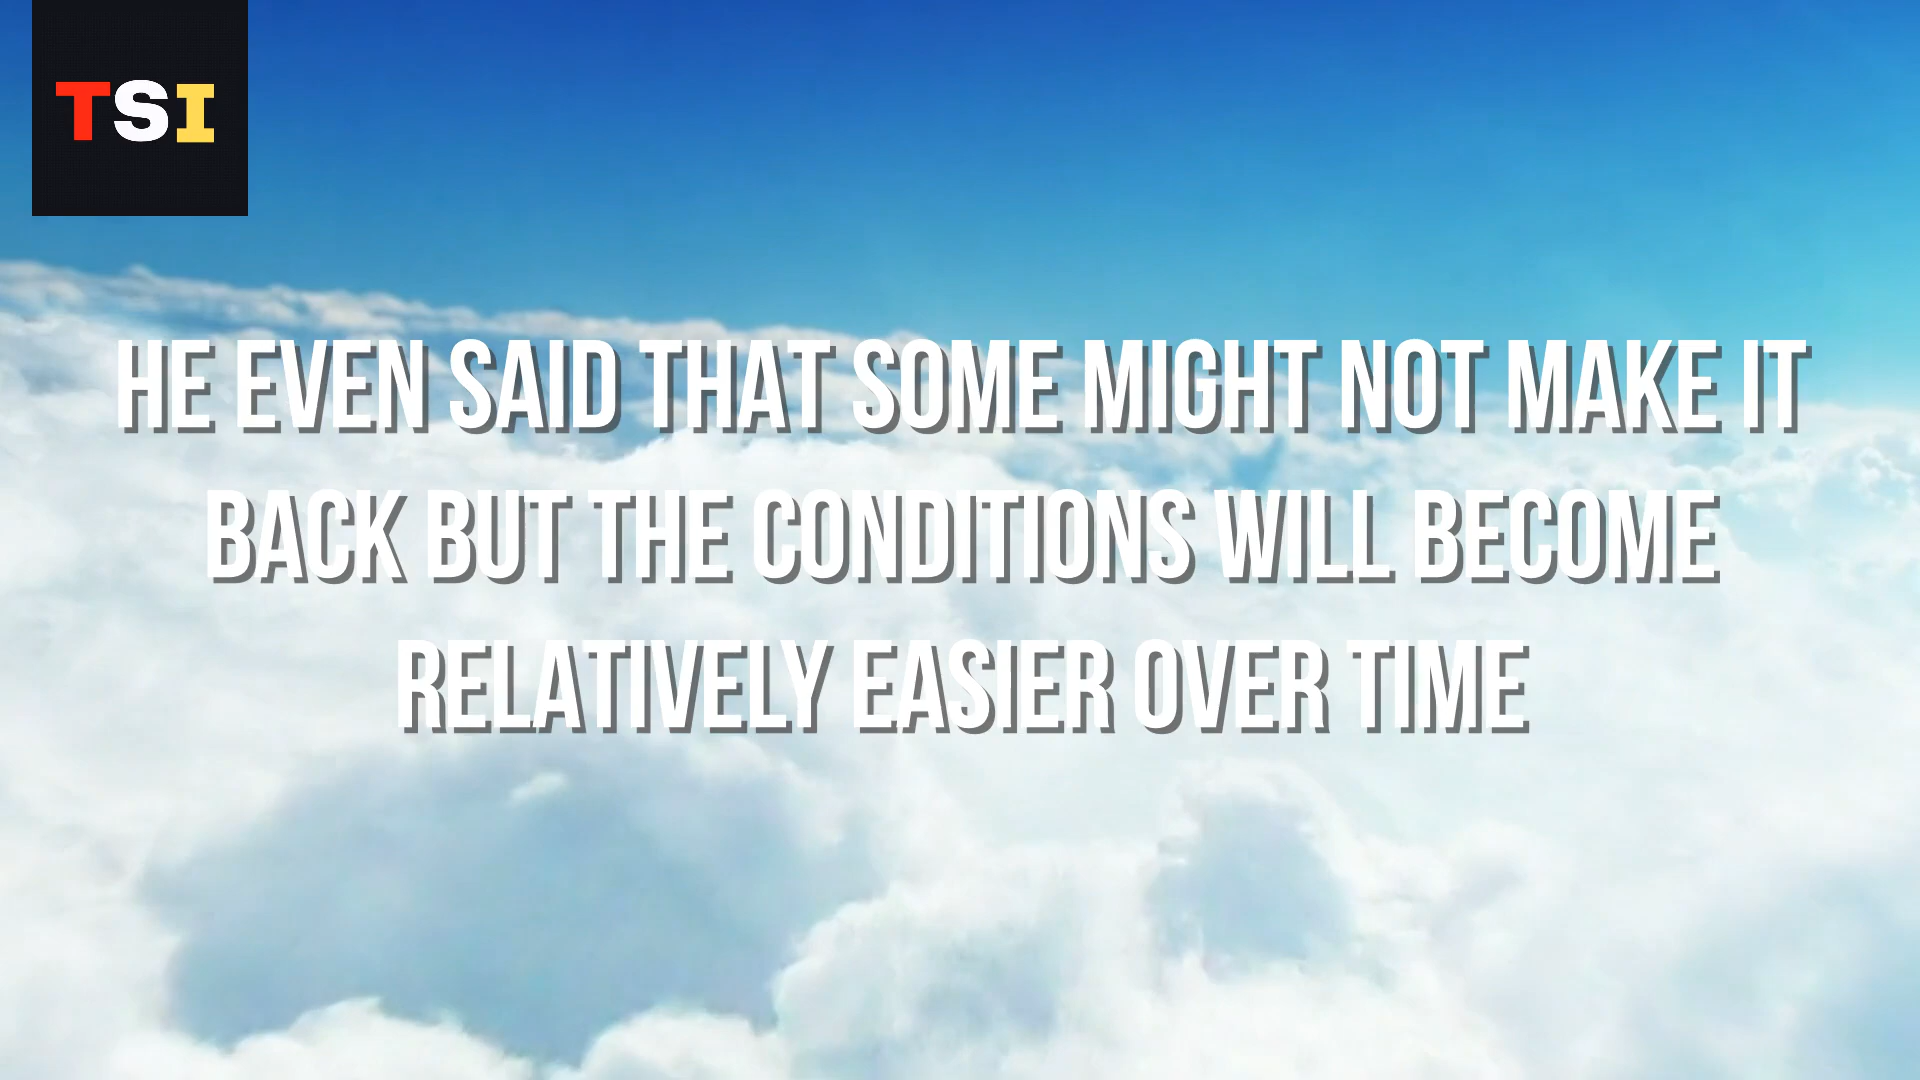 TSI
HE EVEN SAID THAT SOME MIGHT NOT MAKE IT
BACK BUT THE CONDITIONS WILL BECOME
RELATIVELY EASIER OVER TIME